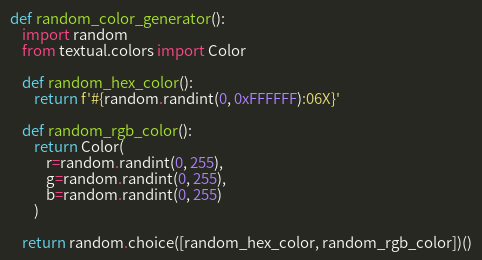 def random_color_generator():
    import random
    from textual.colors import Color

    def random_hex_color():
        return f'#{random.randint(0, 0xFFFFFF):06X}'

    def random_rgb_color():
        return Color(
            r=random.randint(0, 255),
            g=random.randint(0, 255),
            b=random.randint(0, 255)
        )

    return random.choice([random_hex_color, random_rgb_color])()